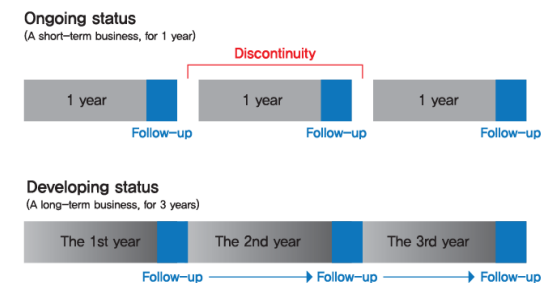 Ongoing status
(A short-term business, for 1 year)
Discontinuity
1 year 1 year 1 year
Follow-up Follow-up Follow-up
Developing status
(A long-term business, for 3 years)
The 1st year The 2nd year The 3rd year
Follow-up Follow-up Follow-up